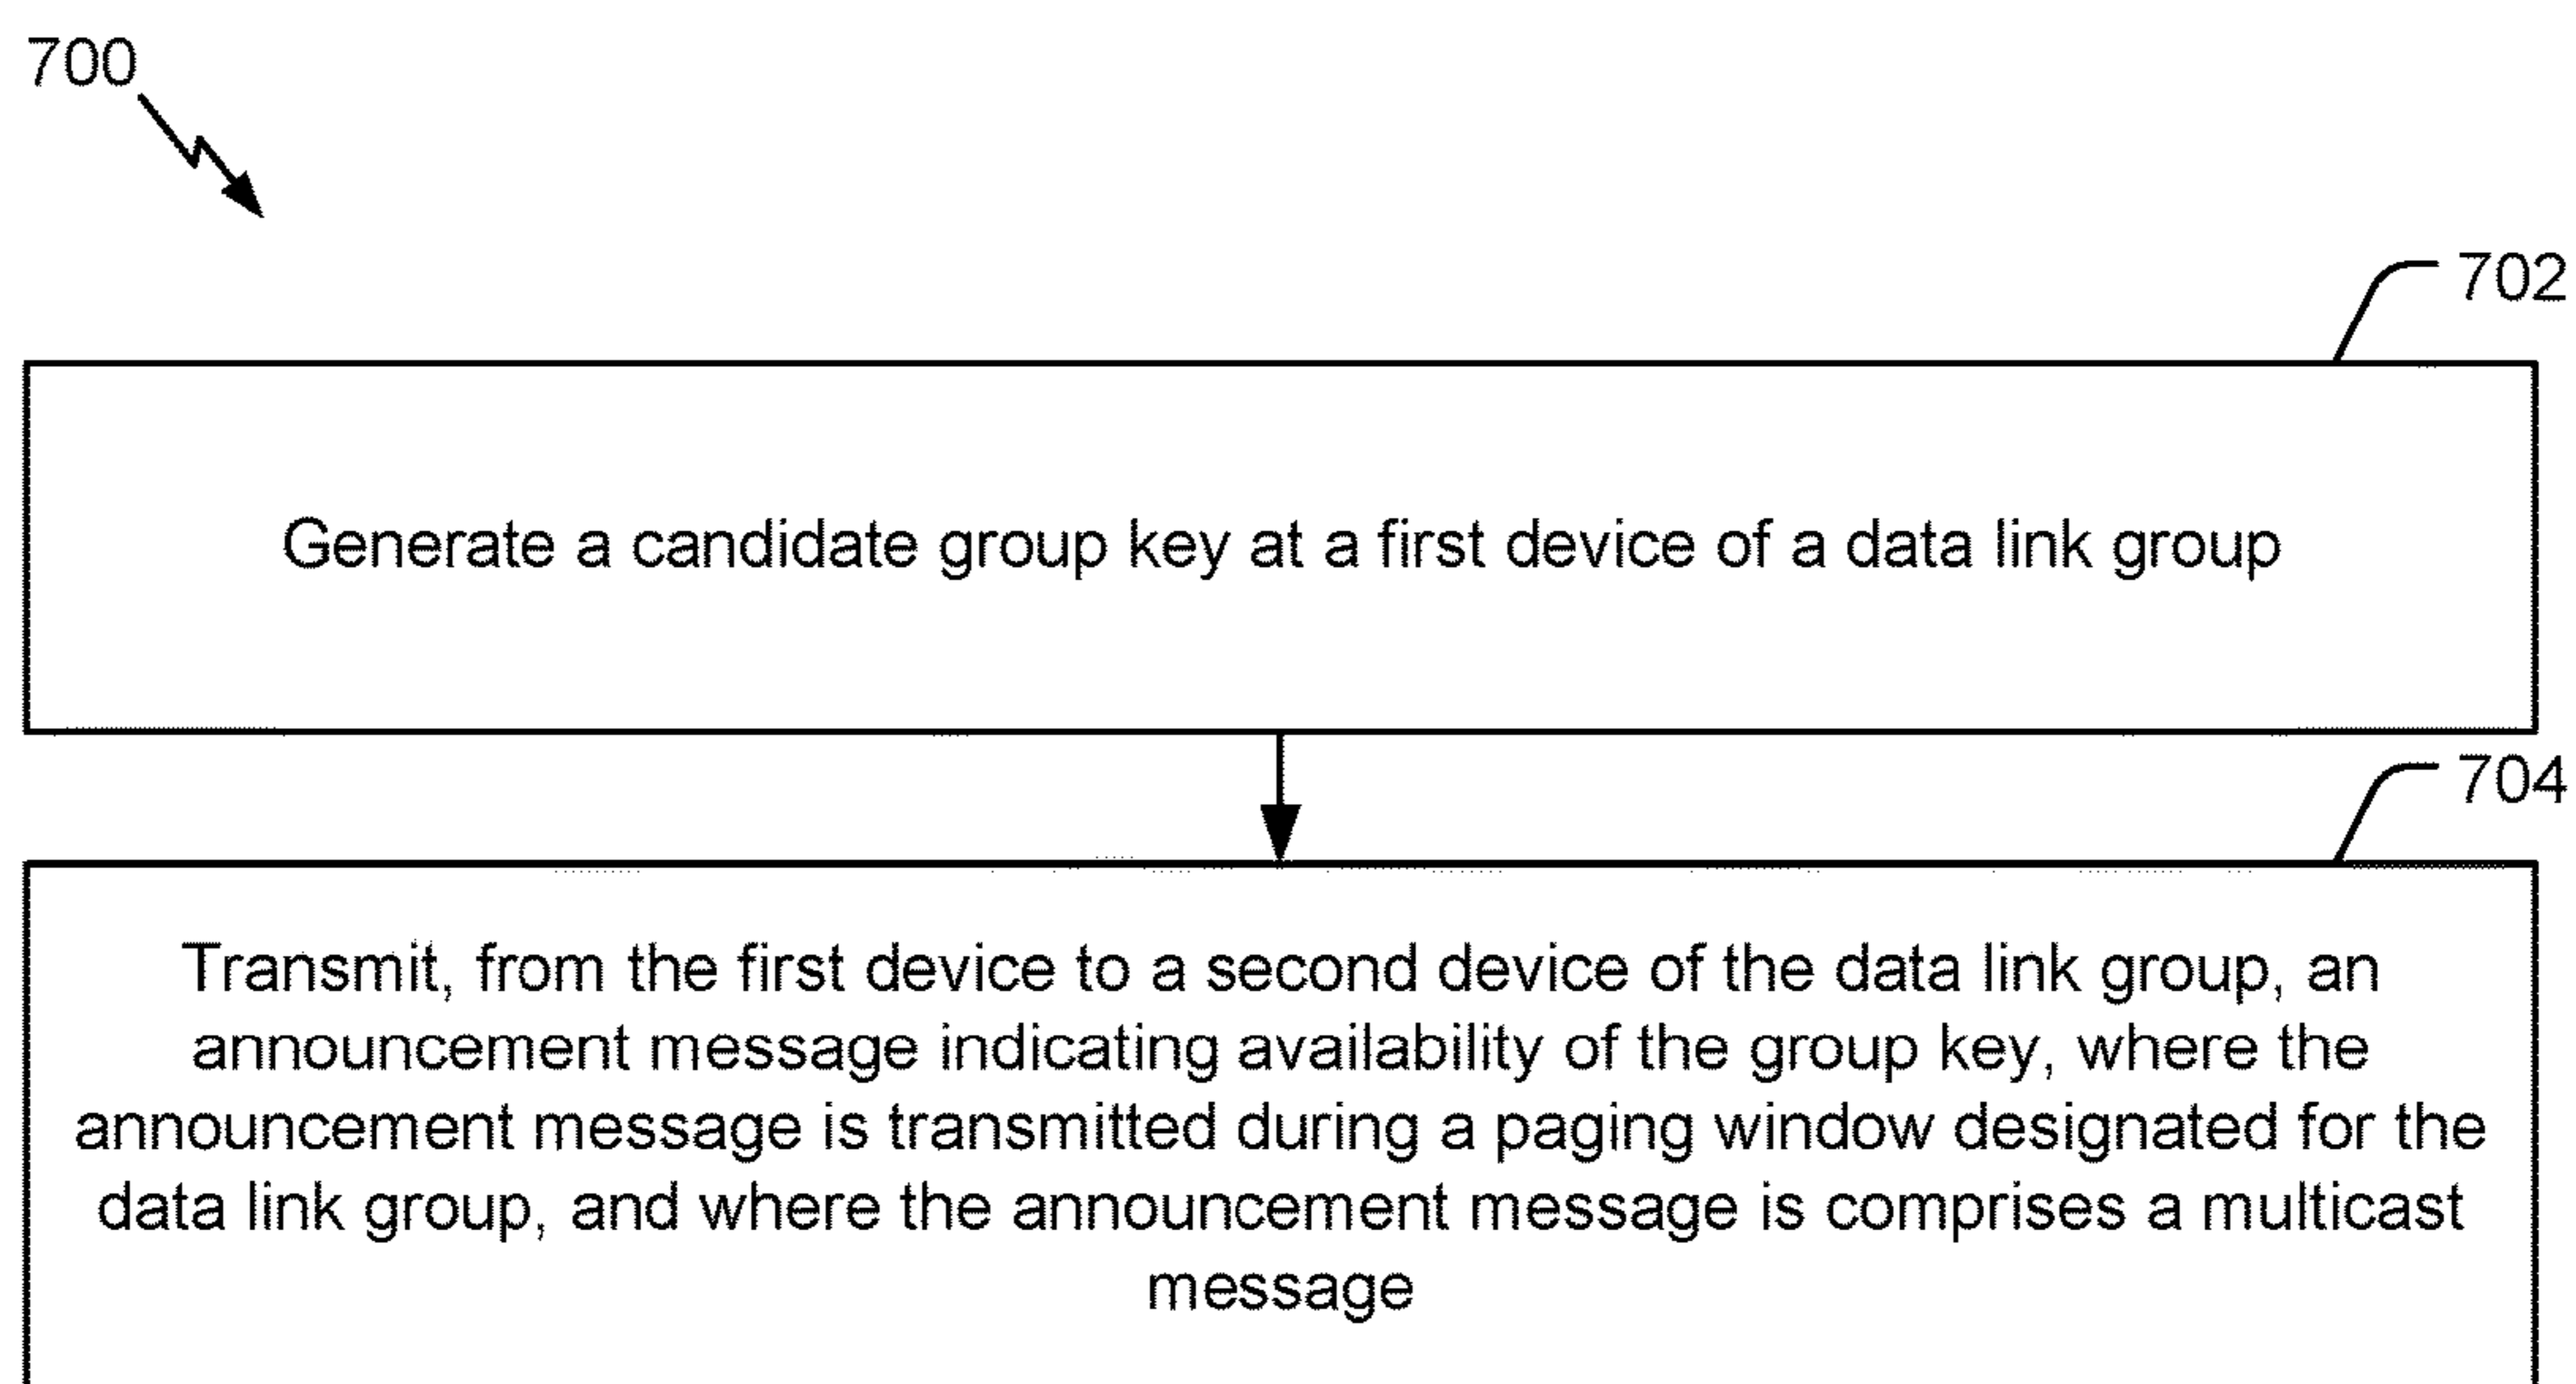 700
702
Generate a candidate group key at a first device of a data link group
704
Transmit, from the first device to a second device of the data link group, an
announcement message indicating availability of the group key, where the
announcement message is transmitted during a paging window designated for the
data link group, and where the announcement message is comprises a multicast
message